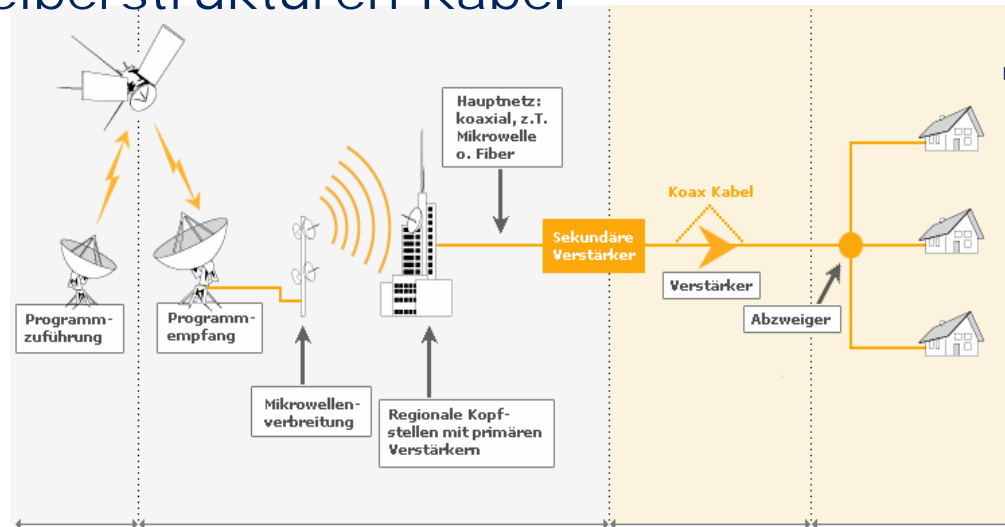 Kabel
Hauptnetz:
koaxial, z.T.
Mikrowelle
o. Fiber
Koax Kabel
Sekundäre
Verstärker
Verstärker
Abzweiger
Programm-
zuführung
Programm-
empfang
Mikrowellen-
verbreitung
Regionale Kopf-
stellen mit primären
Verstärkern